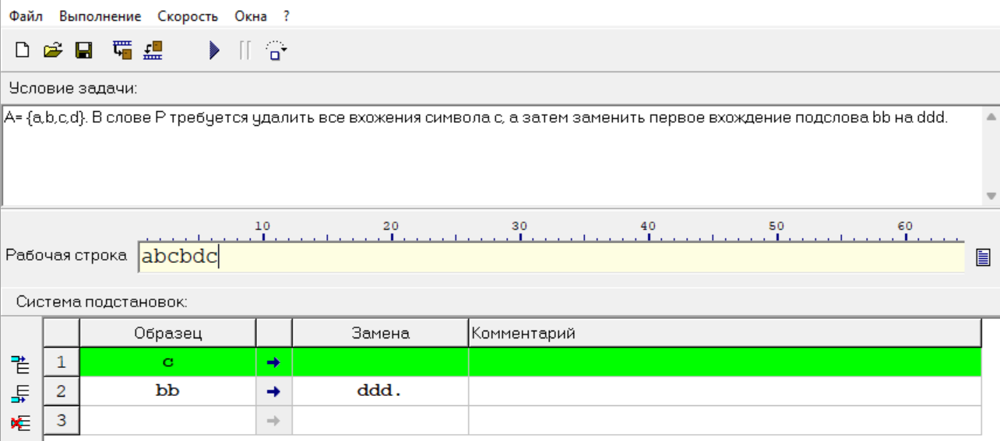 Файл Выполнение Скорость Окна ?
Условие задачи:
A= {a,b,c,d}. В слове P требуется удалить все вхожения символа c, а затем заменить первое вхождение подслова bb на ddd.
10 20 30 40 50 60
Рабочая строка abcbdc
Система подстановок:
Образец Замена Комментарий
1 c ➔
2 bb ➔ ddd.
3 ➔